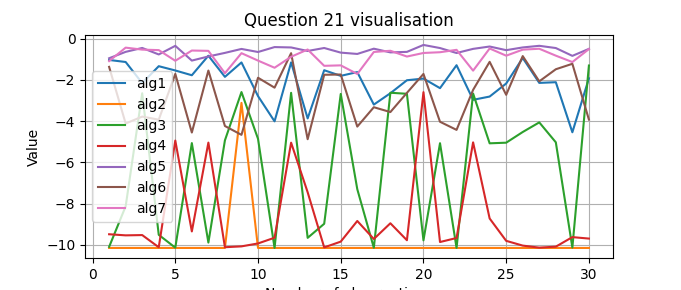 Question 21 visualisation
Value
0
−2
−4
−6
−8
−10
alg1
alg2
alg3
alg4
alg5
alg6
alg7
0 5 10 15 20 25 30